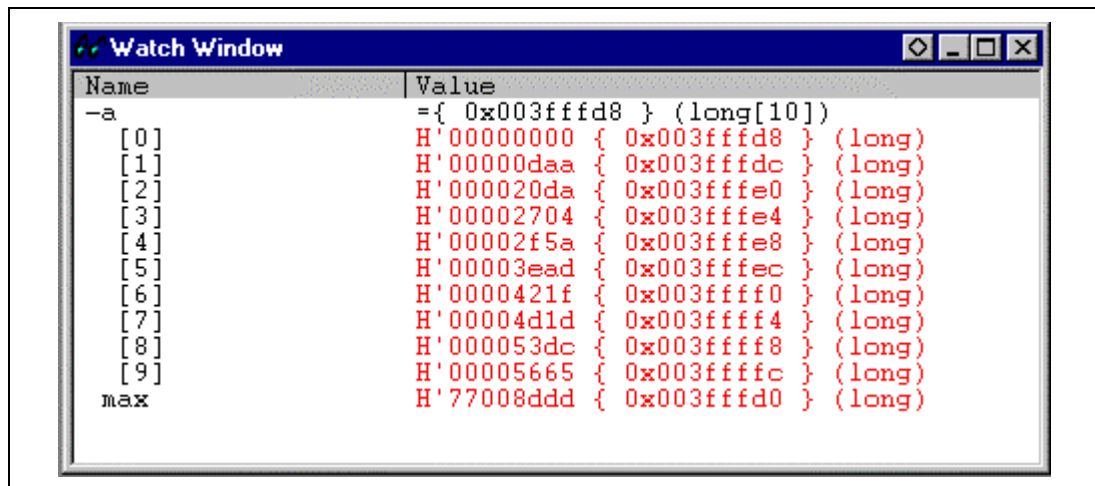 Watch Window
Name Value
-a ={ 0x003fffd8 } (long[10])
[0] H'00000000 { 0x003fffd8 } (long)
[1] H'00000daa { 0x003fffdc } (long)
[2] H'000020da { 0x003fffe0 } (long)
[3] H'00002704 { 0x003fffe4 } (long)
[4] H'00002f5a { 0x003fffe8 } (long)
[5] H'00003ead { 0x003fffec } (long)
[6] H'0000421f { 0x003ffff0 } (long)
[7] H'00004d1d { 0x003ffff4 } (long)
[8] H'000053dc { 0x003ffff8 } (long)
[9] H'00005665 { 0x003ffffc } (long)
max H'77008ddd { 0x003fffd0 } (long)